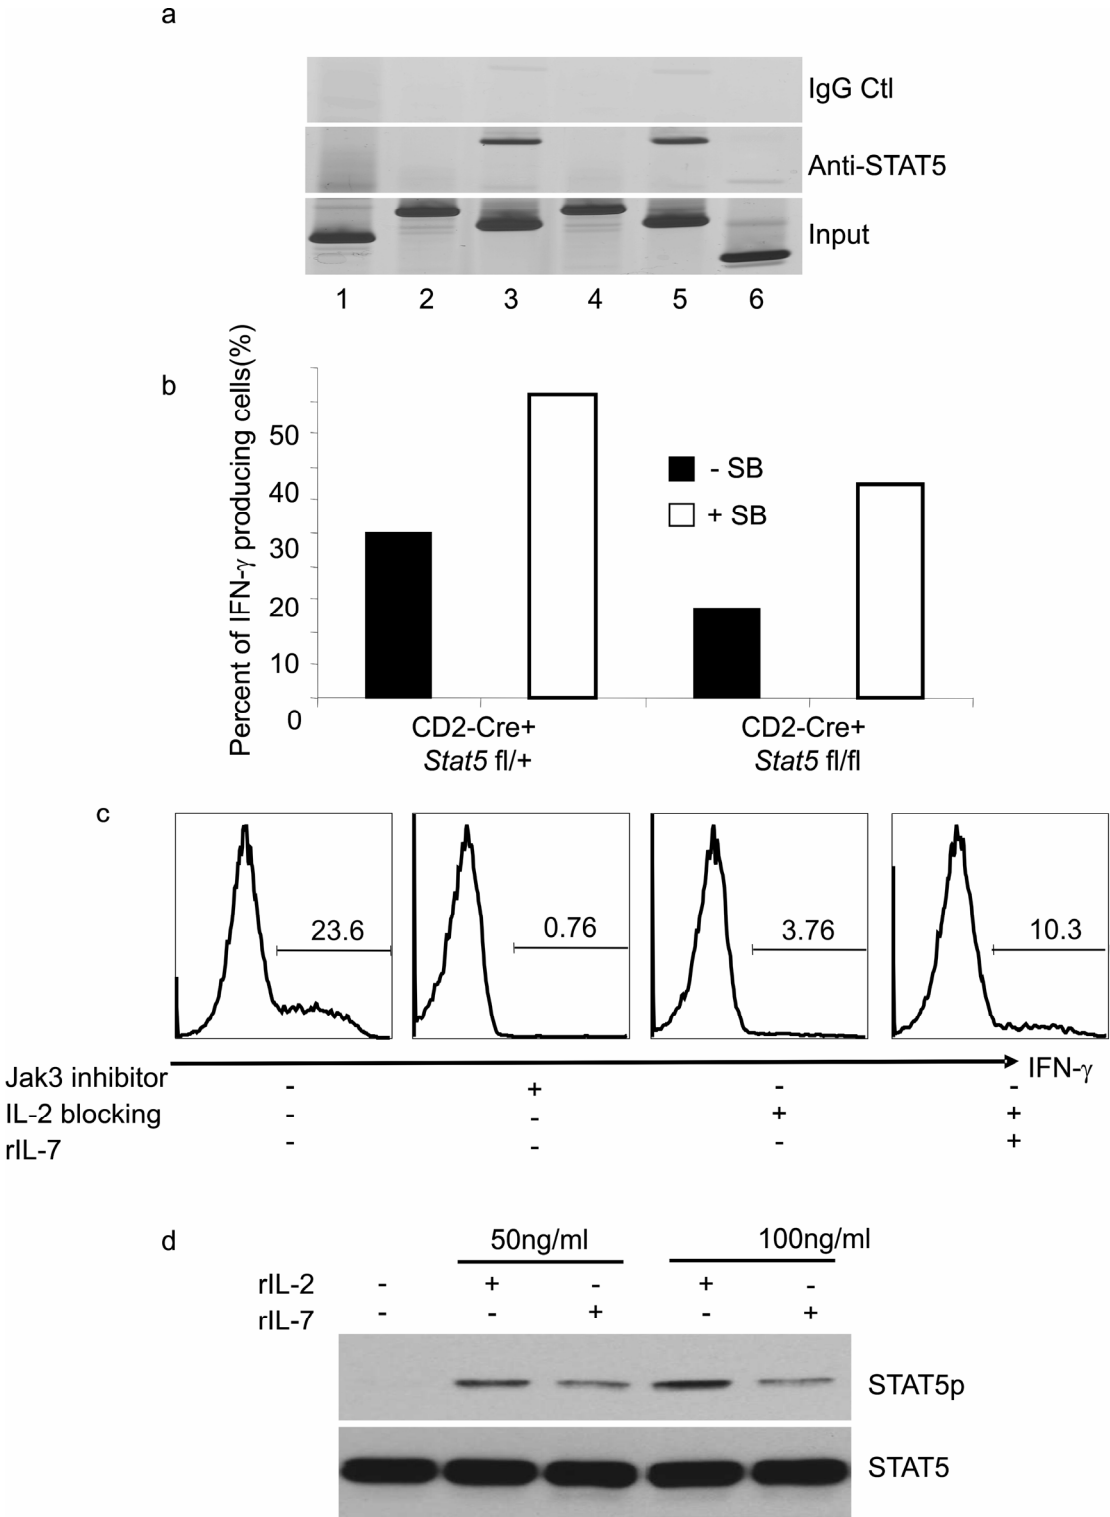 a
IgG Ctl
Anti-STAT5
Input
1 2 3 4 5 6
b
Percent of IFN-γ producing cells(%)
50
40
30
20
10
0
- SB
+ SB
CD2-Cre+
Stat5 fl/+
CD2-Cre+
Stat5 fl/fl
c
23.6
0.76
3.76
10.3
IFN-γ
Jak3 inhibitor - + - -
IL-2 blocking - - + +
rIL-7 - - - +
d
50ng/ml 100ng/ml
rIL-2 - + - + -
rIL-7 - - + - +
STAT5p
STAT5